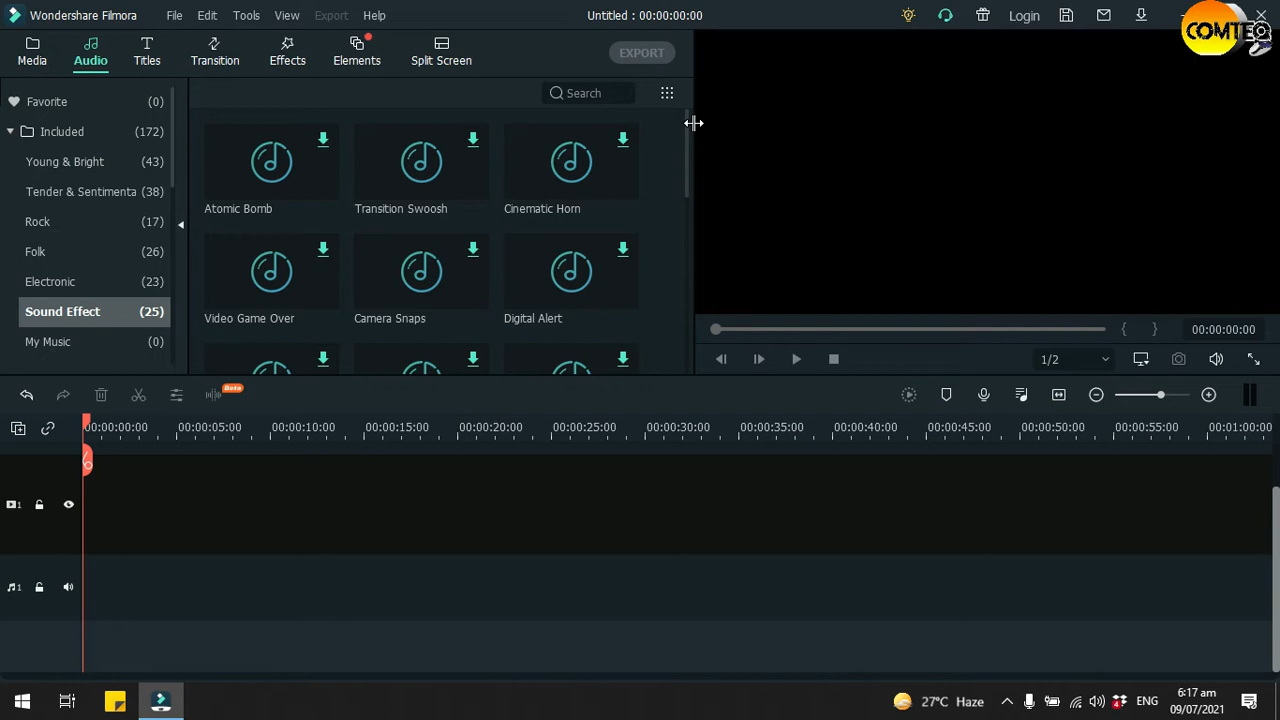 Wondershare Filmora File Edit Tools View Export Help Untitled : 00:00:00:00 Login
COMTEQ
Media Audio Titles Transition Effects Elements Split Screen EXPORT
Favorite (0)
Search
Included (172)
Young & Bright (43)
Tender & Sentimenta (38)
Rock (17)
Folk (26)
Electronic (23)
Sound Effect (25)
My Music (0)
Atomic Bomb Transition Swoosh Cinematic Horn
Video Game Over Camera Snaps Digital Alert
00:00:00:00
1/2
Beta
00:00:00:00 00:00:05:00 00:00:10:00 00:00:15:00 00:00:20:00 00:00:25:00 00:00:30:00 00:00:35:00 00:00:40:00 00:00:45:00 00:00:50:00 00:00:55:00 00:01:00:00
1
1
27°C Haze
4
ENG
6:17 am
09/07/2021